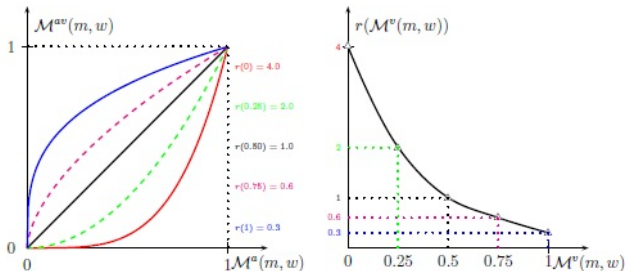 𝓜^{av}(m, w)
1
r(0) = 4.0
r(0.25) = 2.0
r(0.50) = 1.0
r(0.75) = 0.6
r(1) = 0.3
0
0
1
𝓜^{a}(m, w)
r(𝓜^{v}(m, w))
4
2
1
0.6
0.3
0
0
0.25
0.5
0.75
1
𝓜^{v}(m, w)